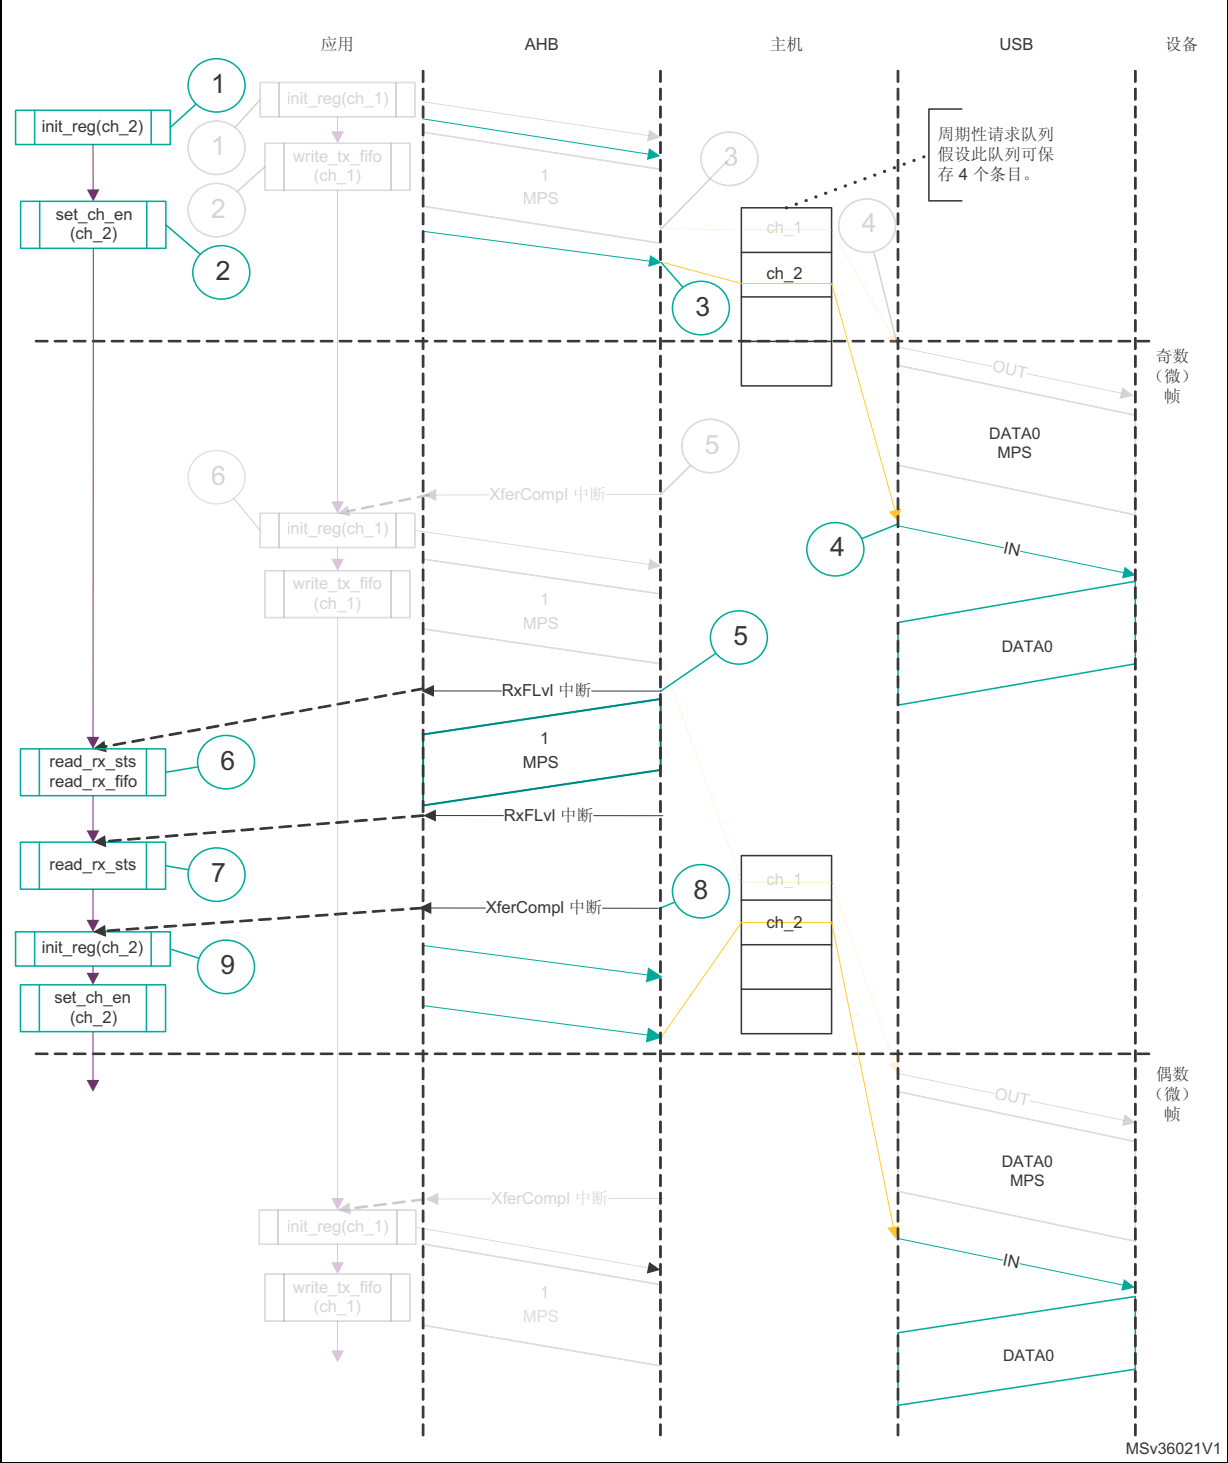 应用
AHB
主机
USB
设备
1
init_reg(ch_2)
init_reg(ch_1)
1
write_tx_fifo
(ch_1)
2
1
MPS
3
周期性请求队列
假设此队列可保
存 4 个条目。
set_ch_en
(ch_2)
2
ch_1
4
ch_2
3
奇数
（微）
帧
OUT
DATA0
MPS
5
6
XferCompl 中断
init_reg(ch_1)
4
IN
write_tx_fifo
(ch_1)
1
MPS
5
DATA0
RxFLvl 中断
read_rx_sts
read_rx_fifo
6
1
MPS
RxFLvl 中断
read_rx_sts
7
ch_1
8
XferCompl 中断
ch_2
init_reg(ch_2)
9
set_ch_en
(ch_2)
偶数
（微）
帧
OUT
DATA0
MPS
XferCompl 中断
init_reg(ch_1)
IN
write_tx_fifo
(ch_1)
1
MPS
DATA0
MSv36021V1